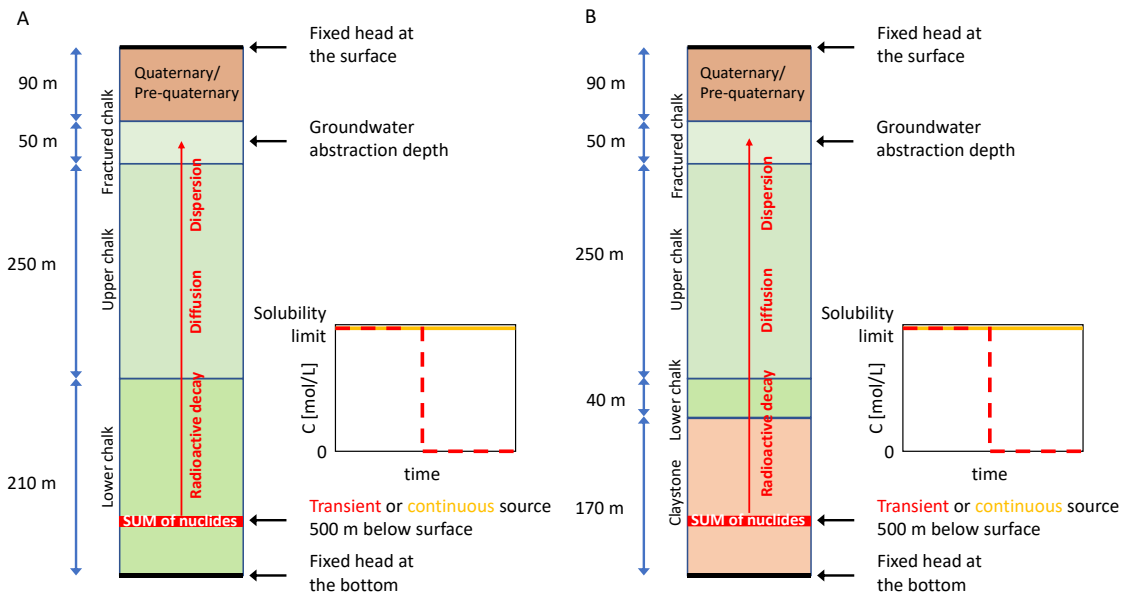 A
Fixed head at
the surface
90 m
Quaternary/
Pre-quaternary
Fractured chalk
50 m
Groundwater
abstraction depth
Dispersion
250 m
Upper chalk
Diffusion
Solubility
limit
C [mol/L]
0
time
Radioactive decay
Lower chalk
210 m
SUM of nuclides
Transient or continuous source
500 m below surface
Fixed head at
the bottom
B
Fixed head at
the surface
90 m
Quaternary/
Pre-quaternary
Fractured chalk
50 m
Groundwater
abstraction depth
Dispersion
250 m
Upper chalk
Diffusion
Solubility
limit
C [mol/L]
0
time
Radioactive decay
Lower chalk
40 m
Claystone
170 m
SUM of nuclides
Transient or continuous source
500 m below surface
Fixed head at
the bottom